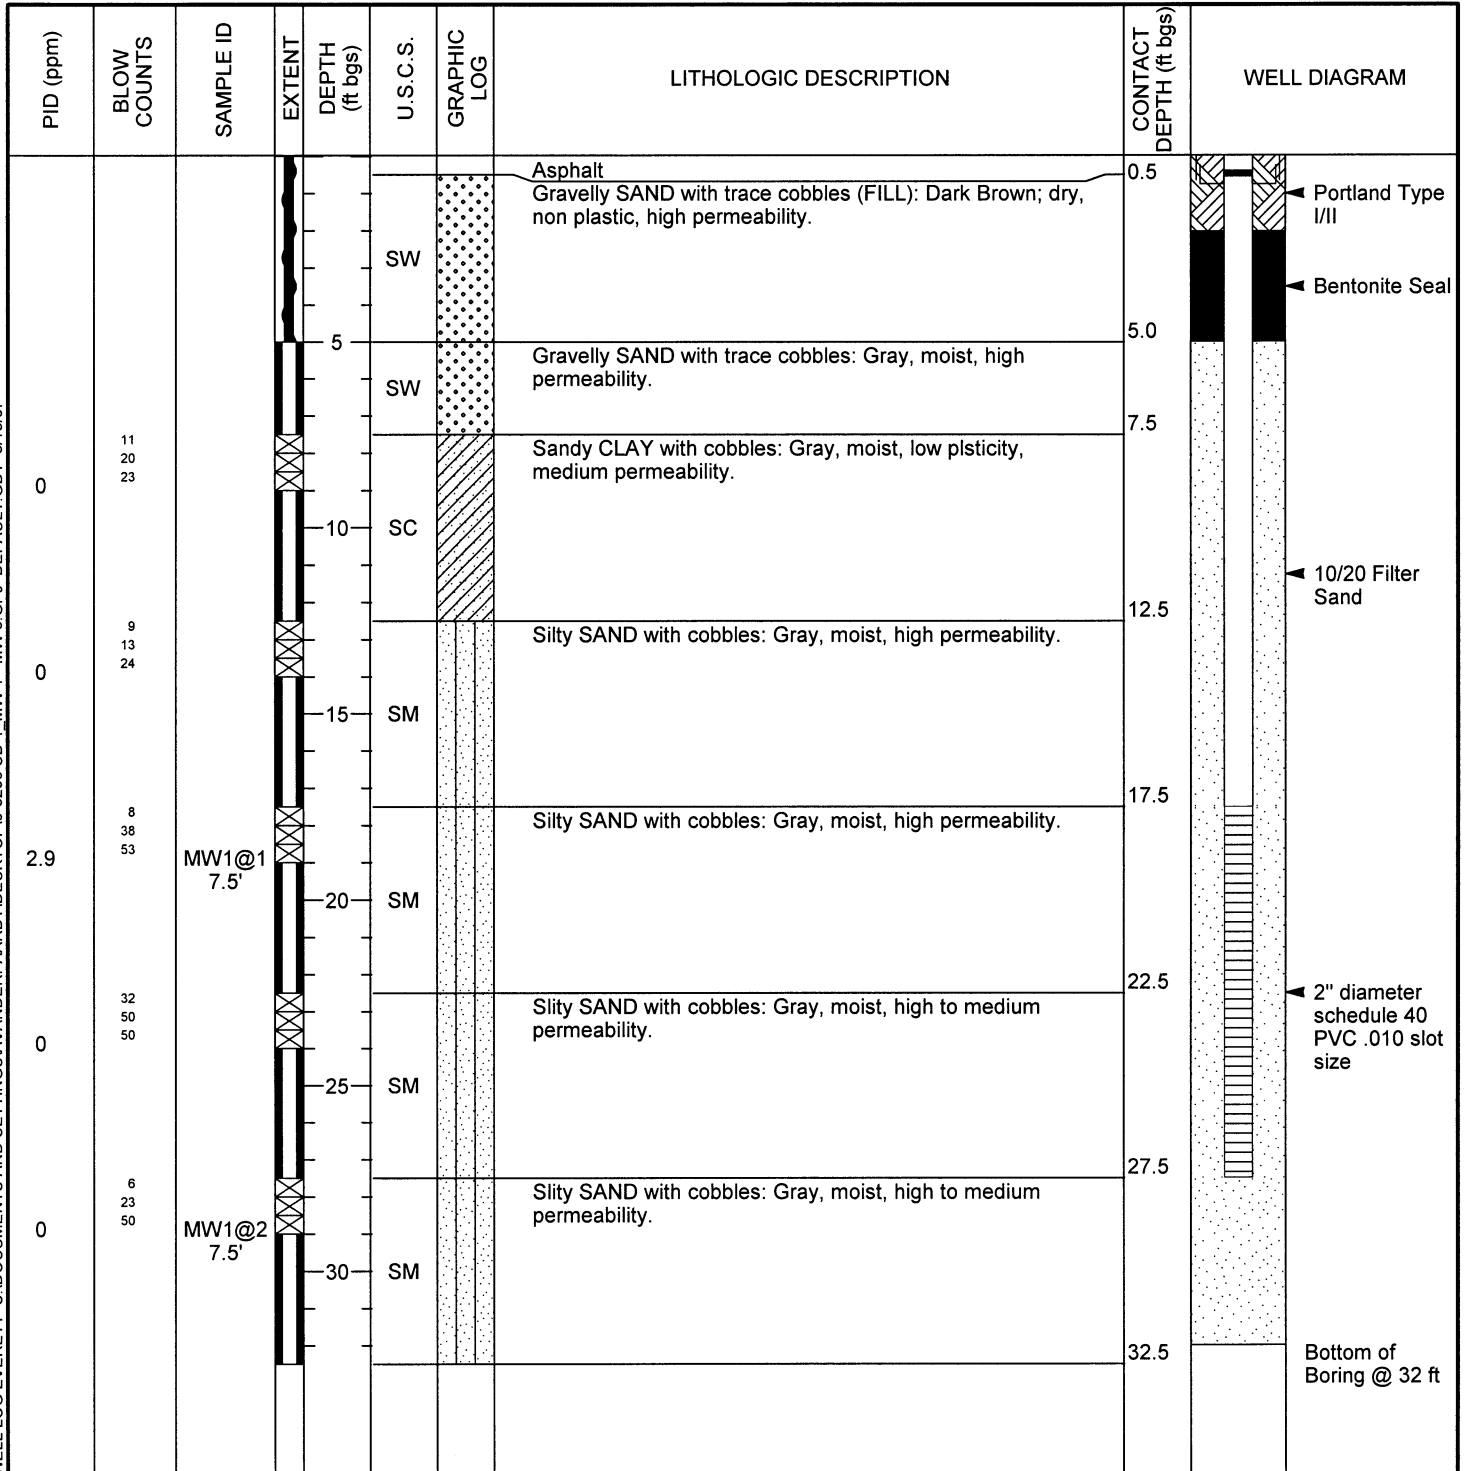 PID (ppm)
BLOW
COUNTS
SAMPLE ID
EXTENT
DEPTH
(ft bgs)
U.S.C.S.
GRAPHIC
LOG
LITHOLOGIC DESCRIPTION
CONTACT
DEPTH (ft bgs)
WELL DIAGRAM
Asphalt
0.5
Gravelly SAND with trace cobbles (FILL): Dark Brown; dry,
non plastic, high permeability.
Portland Type
I/II
SW
Bentonite Seal
5.0
5
Gravelly SAND with trace cobbles: Gray, moist, high
permeability.
SW
7.5
11
20
23
0
Sandy CLAY with cobbles: Gray, moist, low plsticity,
medium permeability.
10
SC
10/20 Filter
Sand
12.5
9
13
24
0
Silty SAND with cobbles: Gray, moist, high permeability.
15
SM
17.5
8
38
53
2.9
MW1@1
7.5'
Silty SAND with cobbles: Gray, moist, high permeability.
20
SM
22.5
32
50
50
0
Slity SAND with cobbles: Gray, moist, high to medium
permeability.
2" diameter
schedule 40
PVC .010 slot
size
25
SM
27.5
6
23
50
0
MW1@2
7.5'
Slity SAND with cobbles: Gray, moist, high to medium
permeability.
30
SM
32.5
Bottom of
Boring @ 32 ft